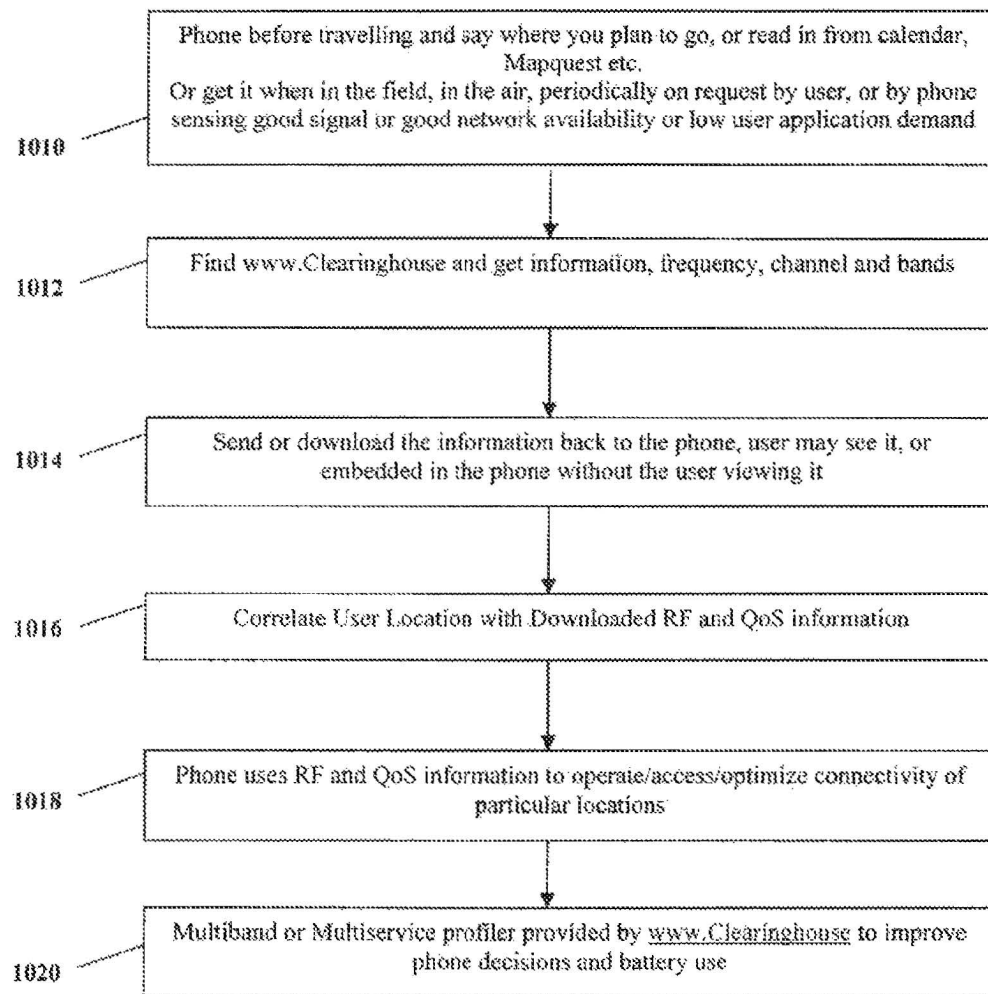 Phone before travelling and say where you plan to go, or read in from calendar,
Mapquest etc.
Or get it when in the field, in the air, periodically on request by user, or by phone
sensing good signal or good network availability or low user application demand
1010
Find www.Clearinghouse and get information, frequency, channel and bands
1012
Send or download the information back to the phone, user may see it, or
embedded in the phone without the user viewing it
1014
Correlate User Location with Downloaded RF and QoS information
1016
Phone uses RF and QoS information to operate/access/optimize connectivity of
particular locations
1018
Multiband or Multiservice profiler provided by www.Clearinghouse to improve
phone decisions and battery use
1020